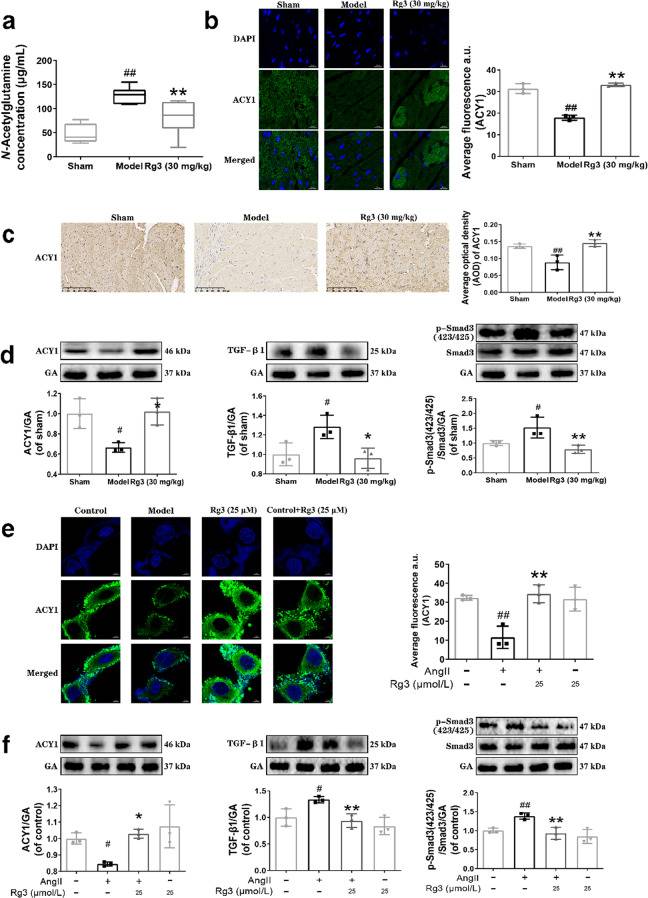 a
N-Acetylglutamine
concentration (μg/mL)
200
150
100
50
0
##
**
Sham
Model
Rg3 (30 mg/kg)
b
Sham
Model
Rg3 (30 mg/kg)
DAPI
ACY1
Merged
Average fluorescence a.u.
(ACY1)
40
30
20
10
0
##
**
Sham
Model
Rg3 (30 mg/kg)
c
Sham
Model
Rg3 (30 mg/kg)
ACY1
Average optical density
(AOD) of ACY1
0.20
0.15
0.10
0.05
0.00
##
**
Sham
Model
Rg3 (30 mg/kg)
d
ACY1
46 kDa
GA
37 kDa
ACY1/GA
(of sham)
1.2
1.0
0.8
0.6
0.4
#
*
Sham
Model
Rg3 (30 mg/kg)
TGF-β1
25 kDa
GA
37 kDa
TGF-β1/GA
(of sham)
2.0
1.5
1.0
0.5
#
*
Sham
Model
Rg3 (30 mg/kg)
p-Smad3
(423/425)
47 kDa
Smad3
47 kDa
GA
37 kDa
p-Smad3(423/425)
/Smad3/GA
(of sham)
2.5
2.0
1.5
1.0
0.5
0.0
#
**
Sham
Model
Rg3 (30 mg/kg)
e
Control
Model
Rg3 (25 μM)
Control+Rg3 (25 μM)
DAPI
ACY1
Merged
Average fluorescence a.u.
(ACY1)
50
40
30
20
10
0
##
**
AngII
- + + -
Rg3 (μmol/L)
- - 25 25
f
ACY1
46 kDa
GA
37 kDa
ACY1/GA
(of control)
1.4
1.2
1.0
0.8
#
*
AngII
- + + -
Rg3 (μmol/L)
- - 25 25
TGF-β1
25 kDa
GA
37 kDa
TGF-β1/GA
(of control)
1.5
1.0
0.5
0.0
#
**
AngII
- + + -
Rg3 (μmol/L)
- - 25 25
p-Smad3
(423/425)
47 kDa
Smad3
47 kDa
GA
37 kDa
p-Smad3(423/425)
/Smad3/GA
(of control)
2.0
1.5
1.0
0.5
0.0
##
**
AngII
- + + -
Rg3 (μmol/L)
- - 25 25